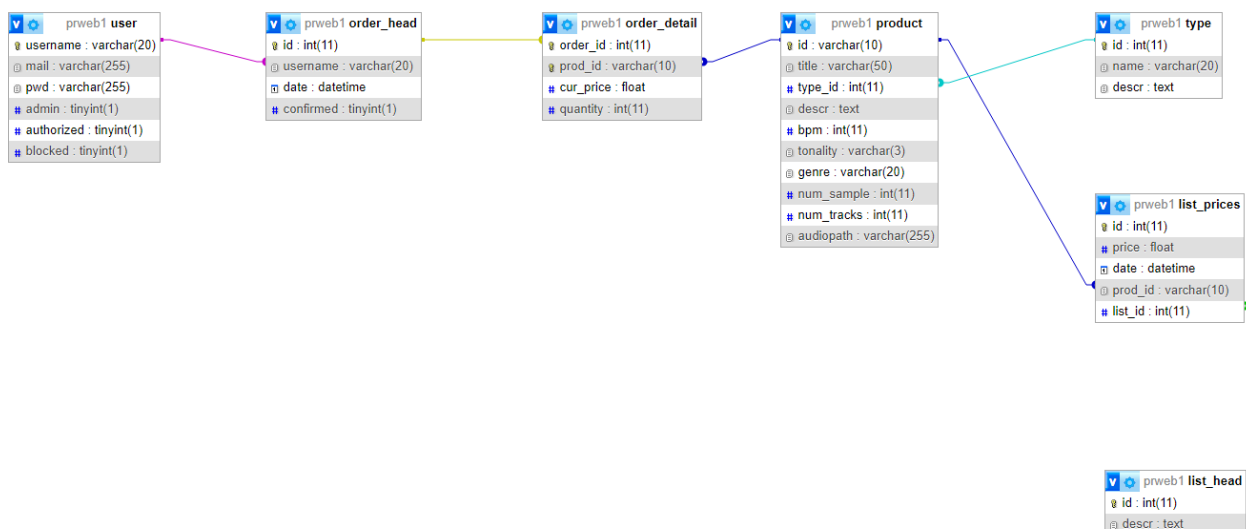 prweb1 user
username : varchar(20)
mail : varchar(255)
pwd : varchar(255)
admin : tinyint(1)
authorized : tinyint(1)
blocked : tinyint(1)
prweb1 order_head
id : int(11)
username : varchar(20)
date : datetime
confirmed : tinyint(1)
prweb1 order_detail
order_id : int(11)
prod_id : varchar(10)
cur_price : float
quantity : int(11)
prweb1 product
id : varchar(10)
title : varchar(50)
type_id : int(11)
descr : text
bpm : int(11)
tonality : varchar(3)
genre : varchar(20)
num_sample : int(11)
num_tracks : int(11)
audiopath : varchar(255)
prweb1 type
id : int(11)
name : varchar(20)
descr : text
prweb1 list_prices
id : int(11)
price : float
date : datetime
prod_id : varchar(10)
list_id : int(11)
prweb1 list_head
id : int(11)
descr : text